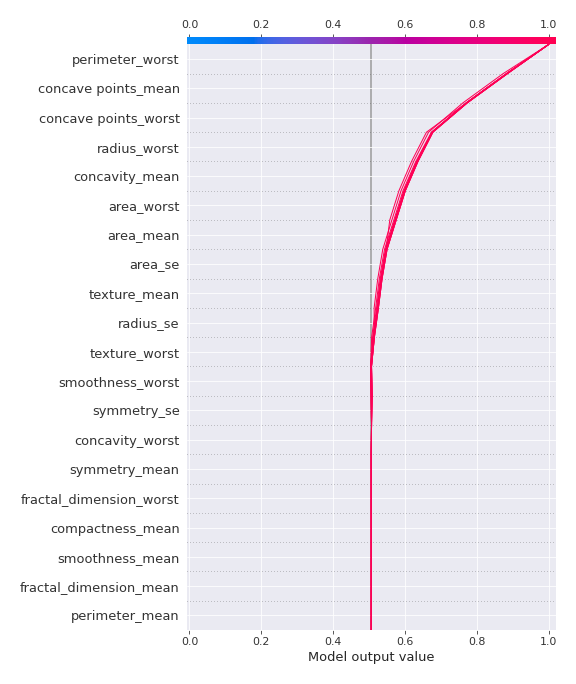 0.0 0.2 0.4 0.6 0.8 1.0
perimeter_worst
concave points_mean
concave points_worst
radius_worst
concavity_mean
area_worst
area_mean
area_se
texture_mean
radius_se
texture_worst
smoothness_worst
symmetry_se
concavity_worst
symmetry_mean
fractal_dimension_worst
compactness_mean
smoothness_mean
fractal_dimension_mean
perimeter_mean
0.0 0.2 0.4 0.6 0.8 1.0
Model output value